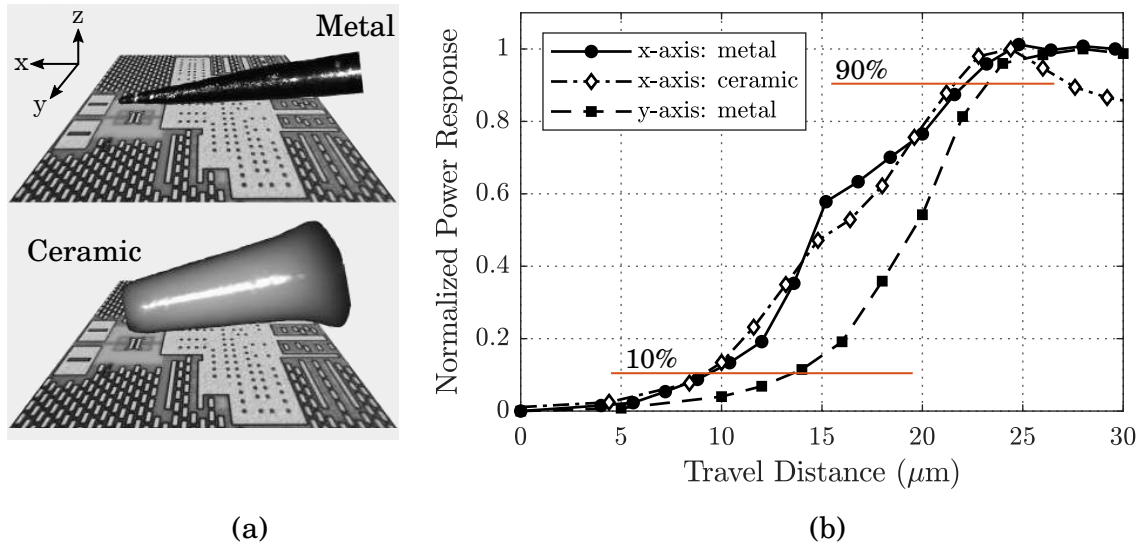 Metal
z
x
y
Ceramic
(a)
x-axis: metal
x-axis: ceramic
y-axis: metal
90%
10%
Normalized Power Response
1
0.8
0.6
0.4
0.2
0
0 5 10 15 20 25 30
Travel Distance (μm)
(b)